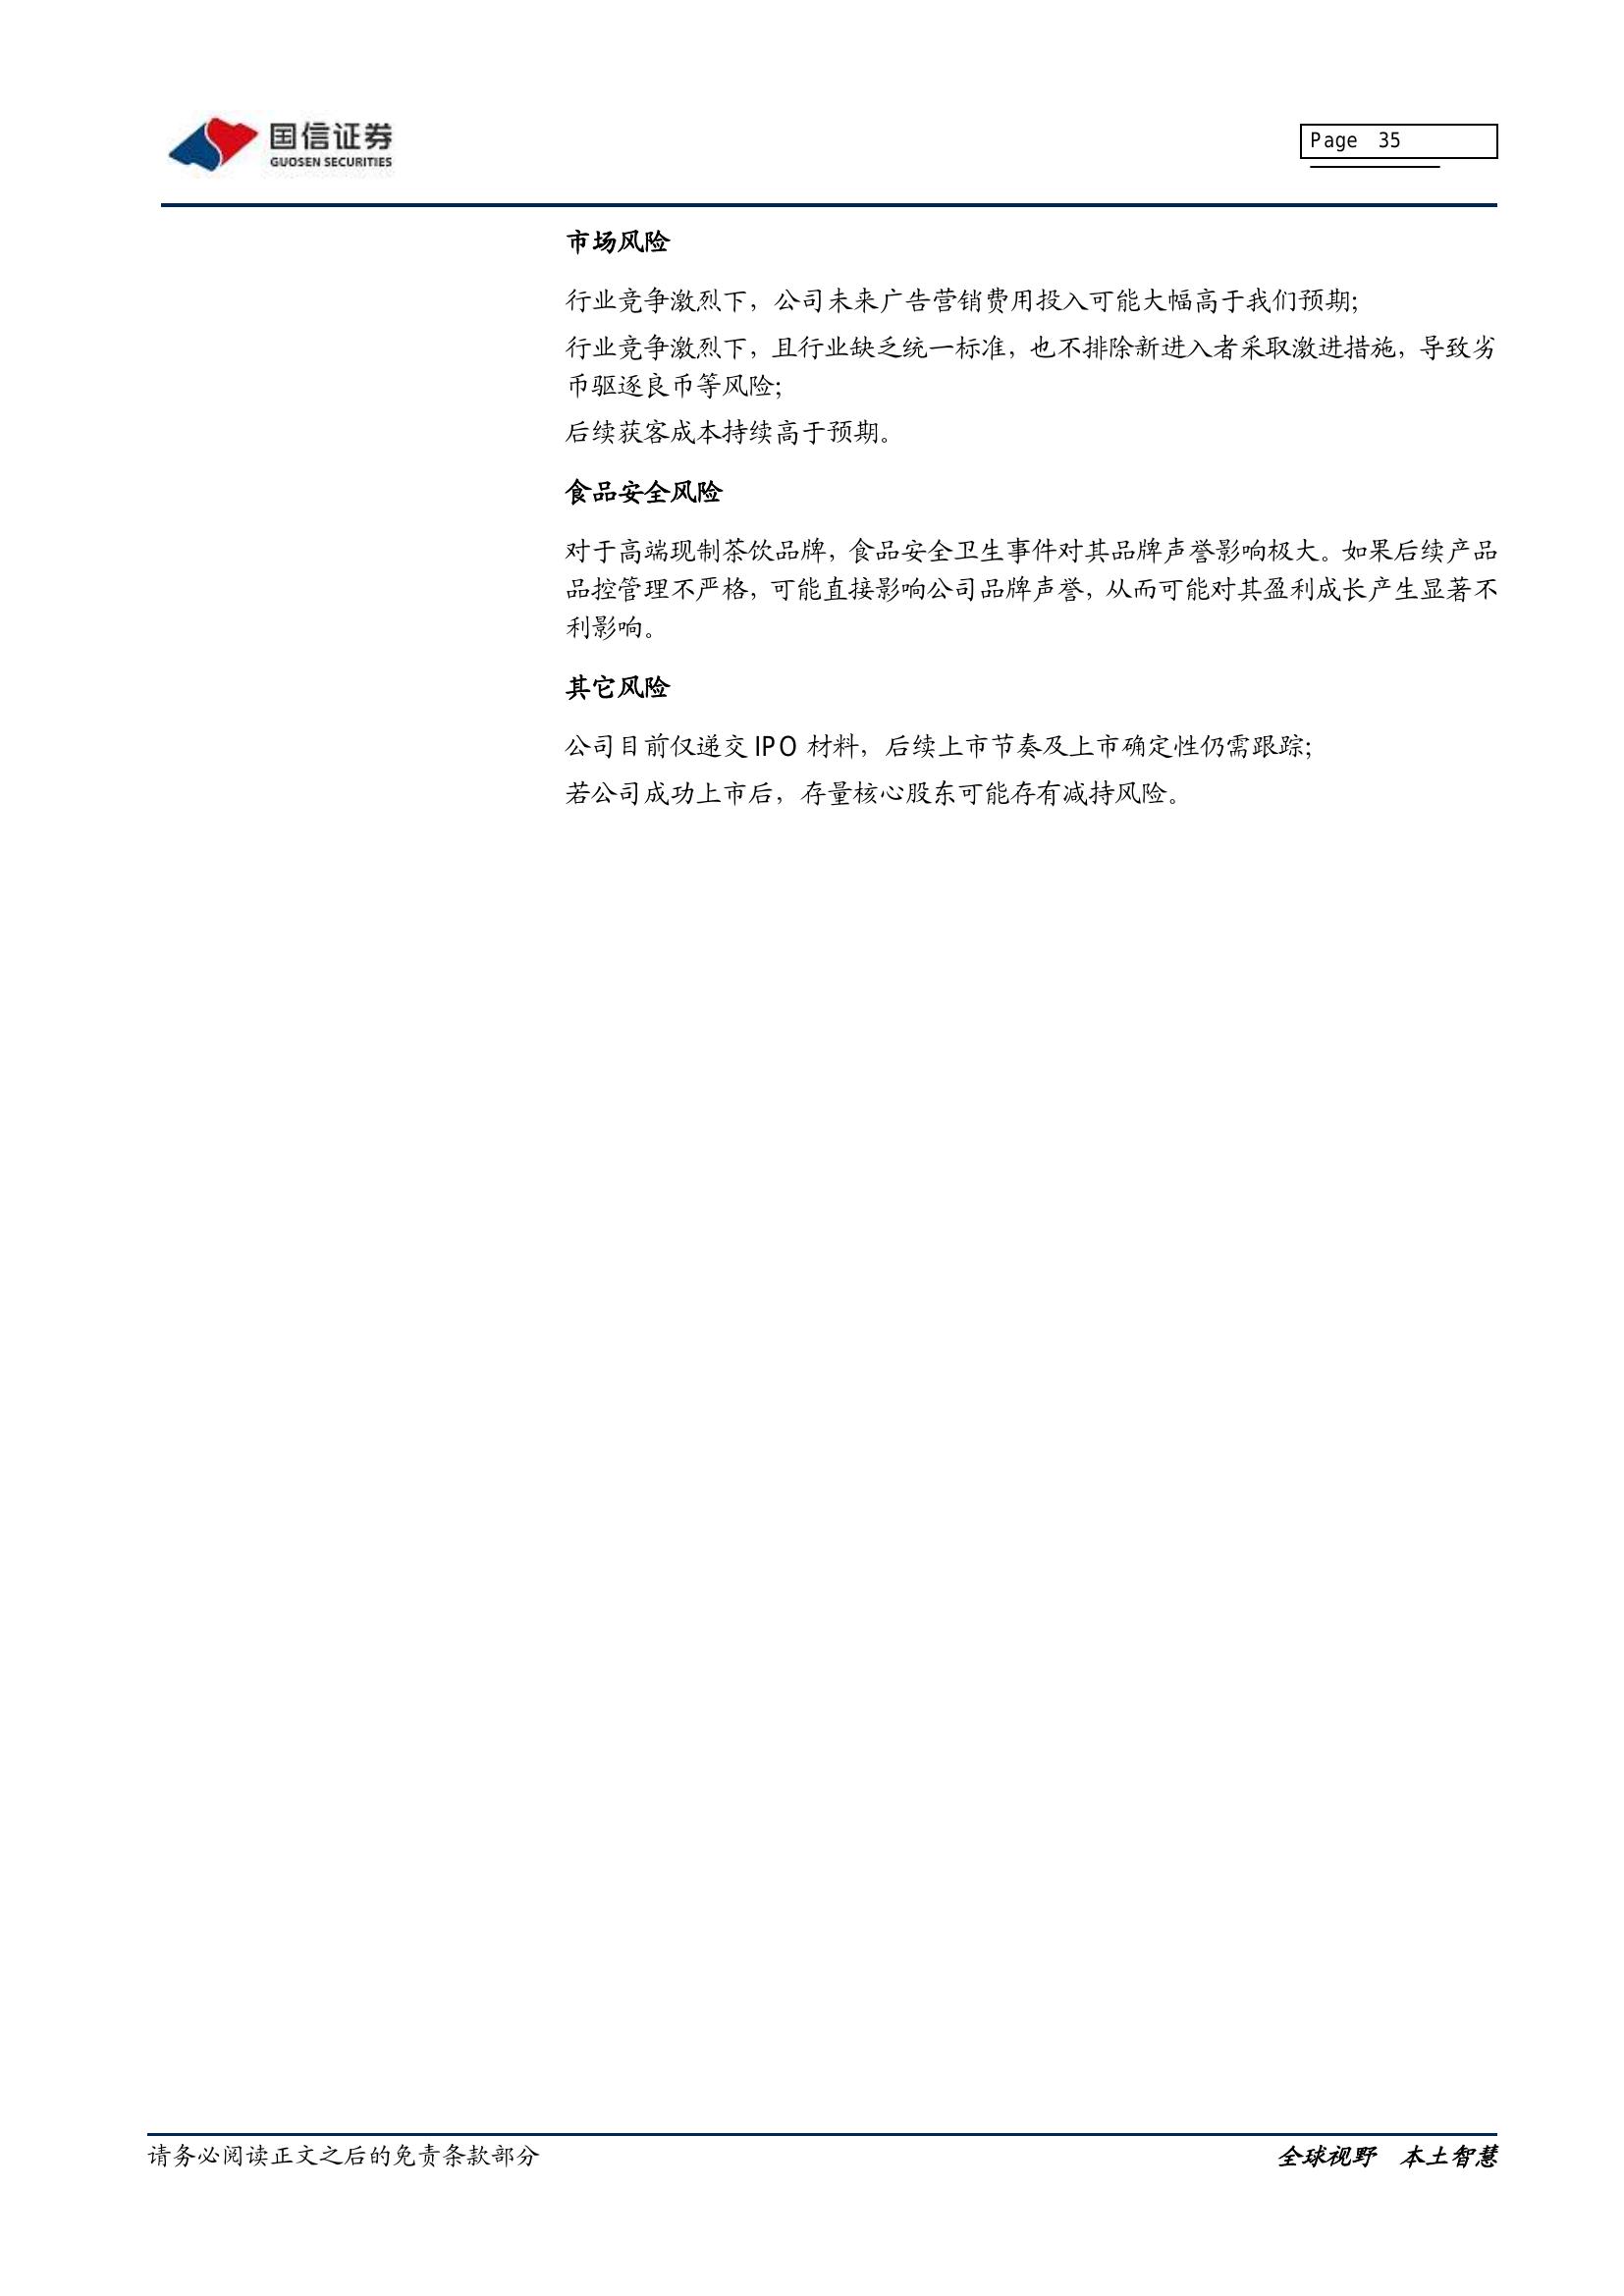 国信证券
GUOSEN SECURITIES
Page 35
市场风险
行业竞争激烈下，公司未来广告营销费用投入可能大幅高于我们预期；
行业竞争激烈下，且行业缺乏统一标准，也不排除新进入者采取激进措施，导致劣
币驱逐良币等风险；
后续获客成本持续高于预期。
食品安全风险
对于高端现制茶饮品牌，食品安全卫生事件对其品牌声誉影响极大。如果后续产品
品控管理不严格，可能直接影响公司品牌声誉，从而可能对其盈利成长产生显著不
利影响。
其它风险
公司目前仅递交 IPO 材料，后续上市节奏及上市确定性仍需跟踪；
若公司成功上市后，存量核心股东可能存有减持风险。
请务必阅读正文之后的免责条款部分
全球视野 本土智慧